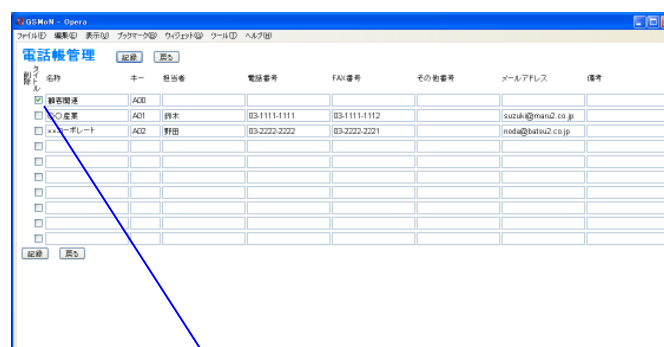 GSMoN - Opera
ファイル(F) 編集(E) 表示(V) ブックマーク(B) ウィジェット(W) ツール(T) ヘルプ(H)
電話帳管理 記録 戻る
削除 タイトル 名称 キー 担当者 電話番号 FAX番号 その他番号 メールアドレス 備考
顧客関連 A00
〇〇産業 A01 鈴木 03-1111-1111 03-1111-1112 suzuki@maru2.co.jp
××コーポレート A02 野田 03-2222-2222 03-2222-2221 noda@batsu2.co.jp
記録 戻る